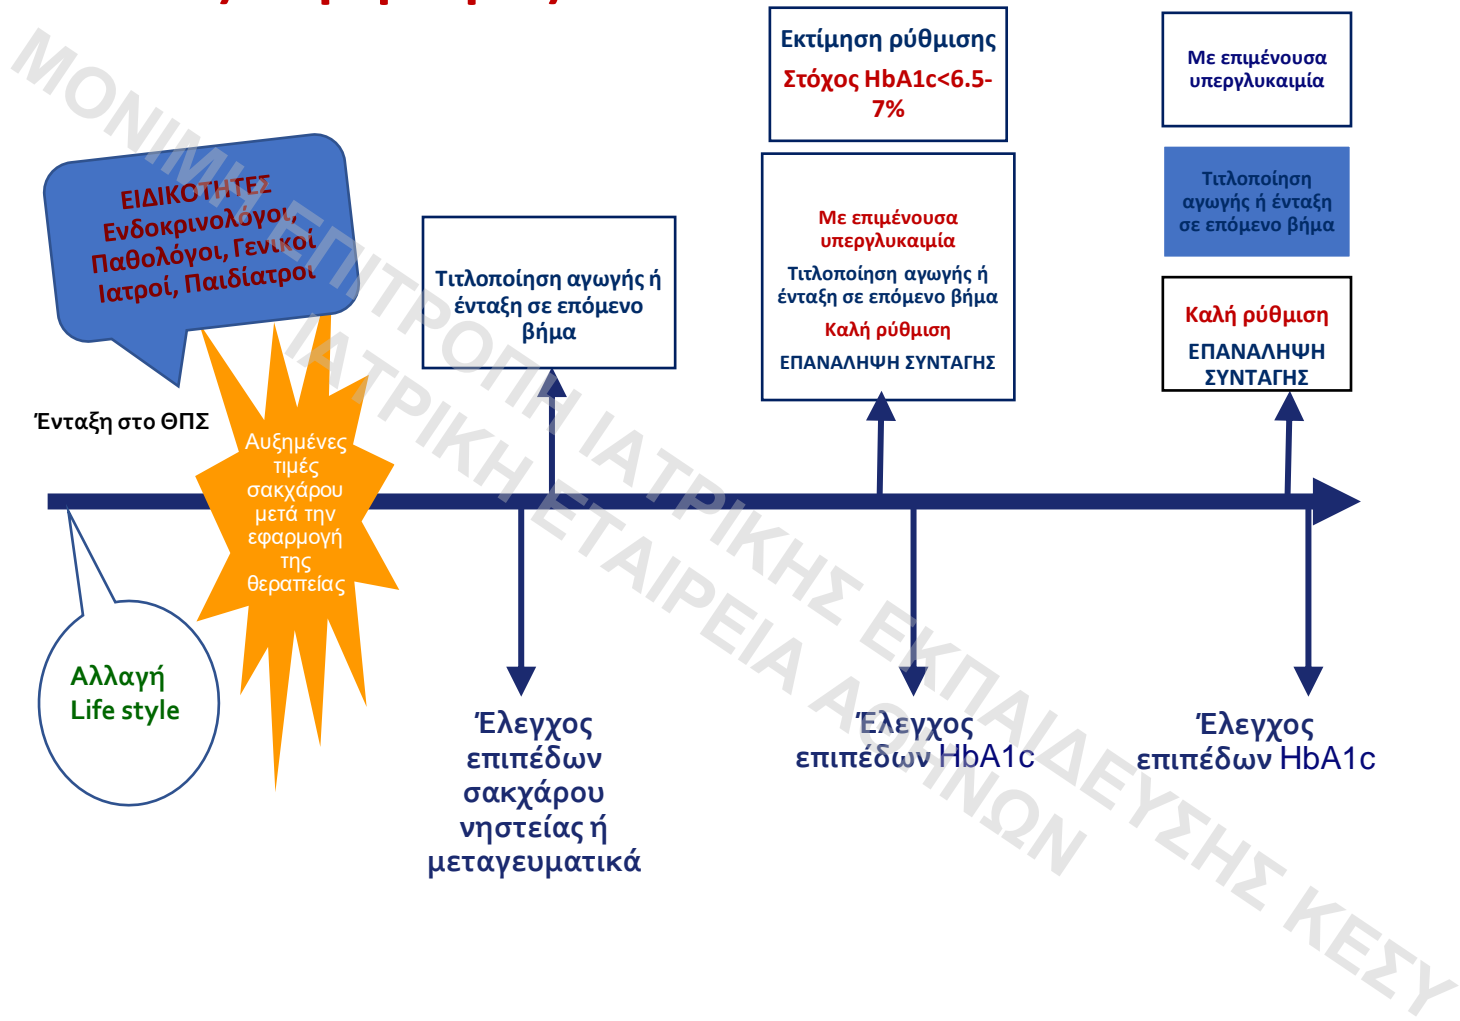 Εκτίμηση ρύθμισης
Στόχος HbA1c<6.5-
7%
Με επιμένουσα
υπεργλυκαιμία
ΕΙΔΙΚΟΤΗΤΕΣ
Ενδοκρινολόγοι,
Παθολόγοι, Γενικοί
Ιατροί, Παιδίατροι
Τιτλοποίηση αγωγής ή
ένταξη σε επόμενο
βήμα
Με επιμένουσα
υπεργλυκαιμία
Τιτλοποίηση αγωγής ή
ένταξη σε επόμενο βήμα
Καλή ρύθμιση
ΕΠΑΝΑΛΗΨΗ ΣΥΝΤΑΓΗΣ
Τιτλοποίηση
αγωγής ή ένταξη
σε επόμενο βήμα
Καλή ρύθμιση
ΕΠΑΝΑΛΗΨΗ
ΣΥΝΤΑΓΗΣ
Ένταξη στο ΘΠΣ
Αυξημένες
τιμές
σακχάρου
μετά την
εφαρμογή
της
θεραπείας
Αλλαγή
Life style
Έλεγχος
επιπέδων
σακχάρου
νηστείας ή
μεταγευματικά
Έλεγχος
επιπέδων HbA1c
Έλεγχος
επιπέδων HbA1c
ΜΟΝΙΜΗ ΕΠΙΤΡΟΠΗ ΙΑΤΡΙΚΗΣ ΕΚΠΑΙΔΕΥΣΗΣ ΚΕΣΥ
ΙΑΤΡΙΚΗ ΕΤΑΙΡΕΙΑ ΑΘΗΝΩΝ